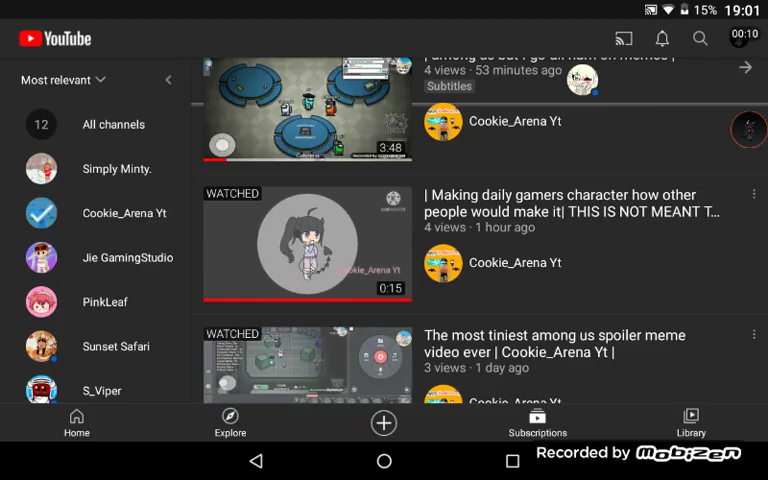 15% 19:01
YouTube
00:10
Most relevant
12 All channels
Simply Minty.
Cookie_Arena Yt
Jie GamingStudio
PinkLeaf
Sunset Safari
S_Viper
4 views · 53 minutes ago
Subtitles
Cookie_Arena Yt
3:48
WATCHED
| Making daily gamers character how other
people would make it| THIS IS NOT MEANT T...
4 views · 1 hour ago
Cookie_Arena Yt
Cookie_Arena Yt
0:15
WATCHED
The most tiniest among us spoiler meme
video ever | Cookie_Arena Yt |
3 views · 1 day ago
Cookie_Arena Yt
Home
Explore
Subscriptions
Library
Recorded by Mobizen